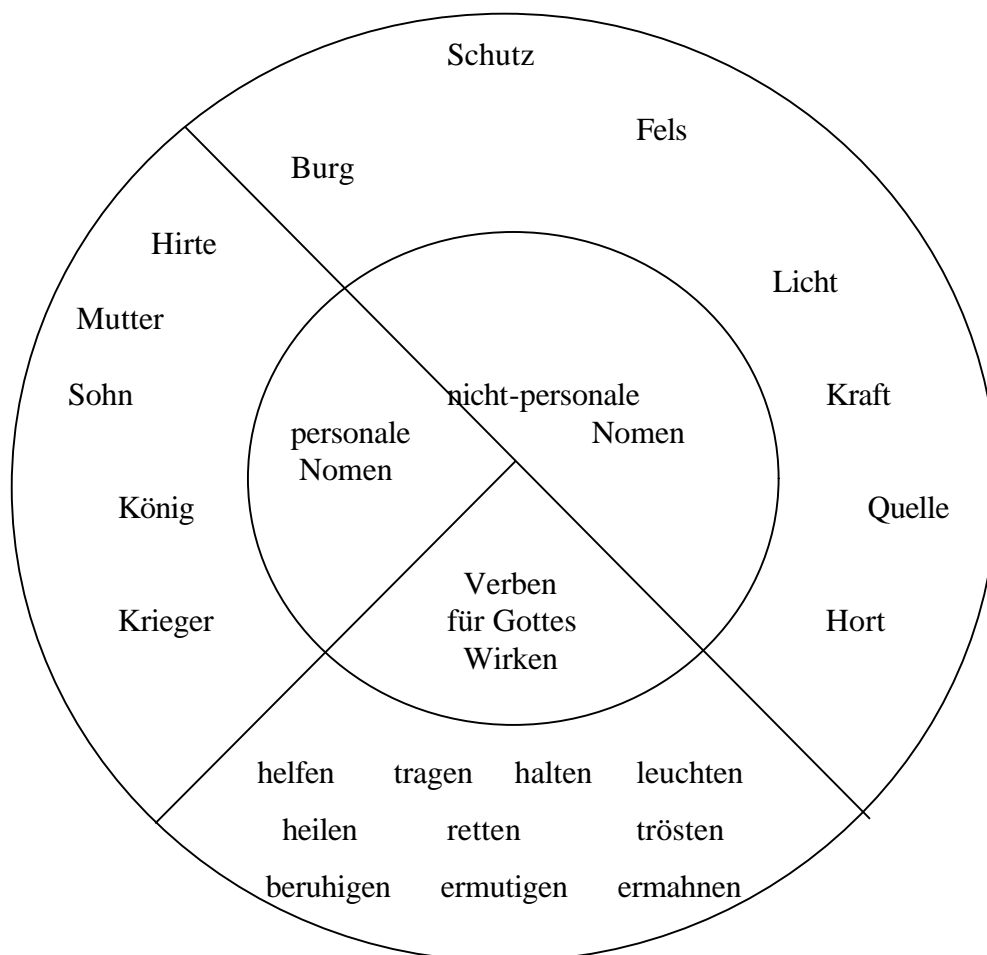 Schutz
Fels
Burg
Hirte
Licht
Mutter
Sohn
nicht-personale
Nomen
Kraft
personale
Nomen
König
Quelle
Krieger
Hort
Verben
für Gottes
Wirken
helfen tragen halten leuchten
heilen retten trösten
beruhigen ermutigen ermahnen